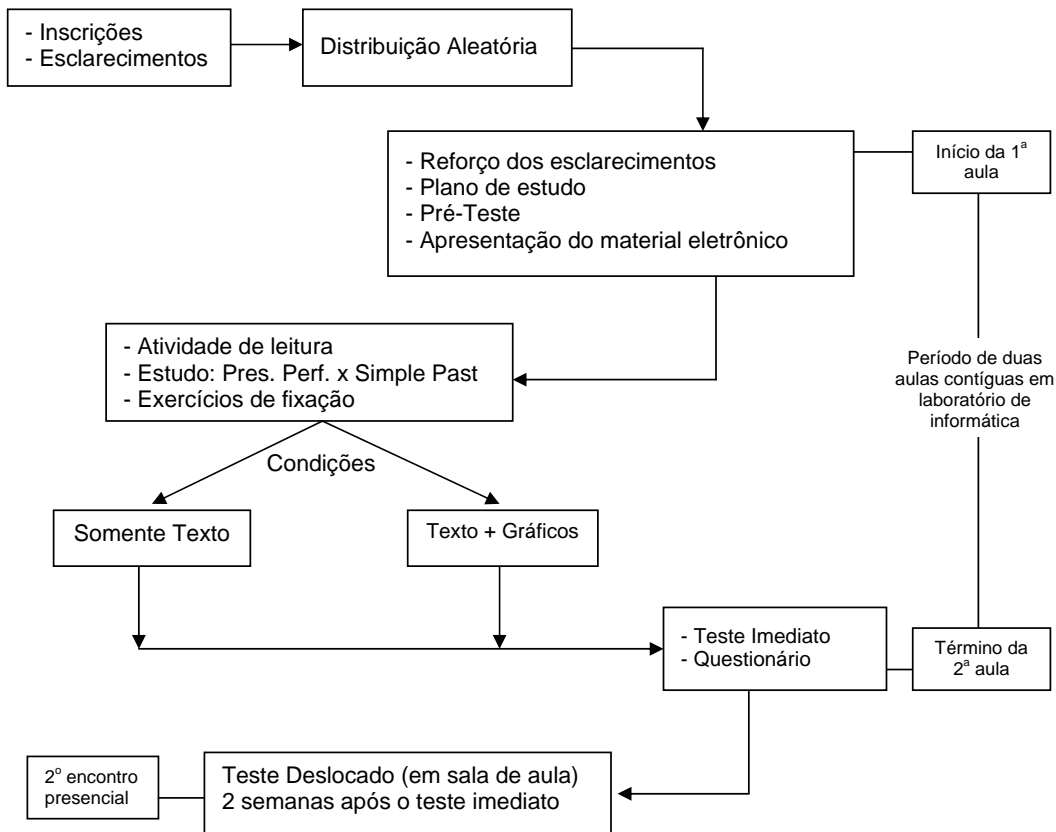 - Inscrições
- Esclarecimentos
Distribuição Aleatória
- Reforço dos esclarecimentos
- Plano de estudo
- Pré-Teste
- Apresentação do material eletrônico
Início da 1ª
aula
- Atividade de leitura
- Estudo: Pres. Perf. x Simple Past
- Exercícios de fixação
Período de duas
aulas contíguas em
laboratório de
informática
Condições
Somente Texto
Texto + Gráficos
- Teste Imediato
- Questionário
Término da
2ª aula
2º encontro
presencial
Teste Deslocado (em sala de aula)
2 semanas após o teste imediato